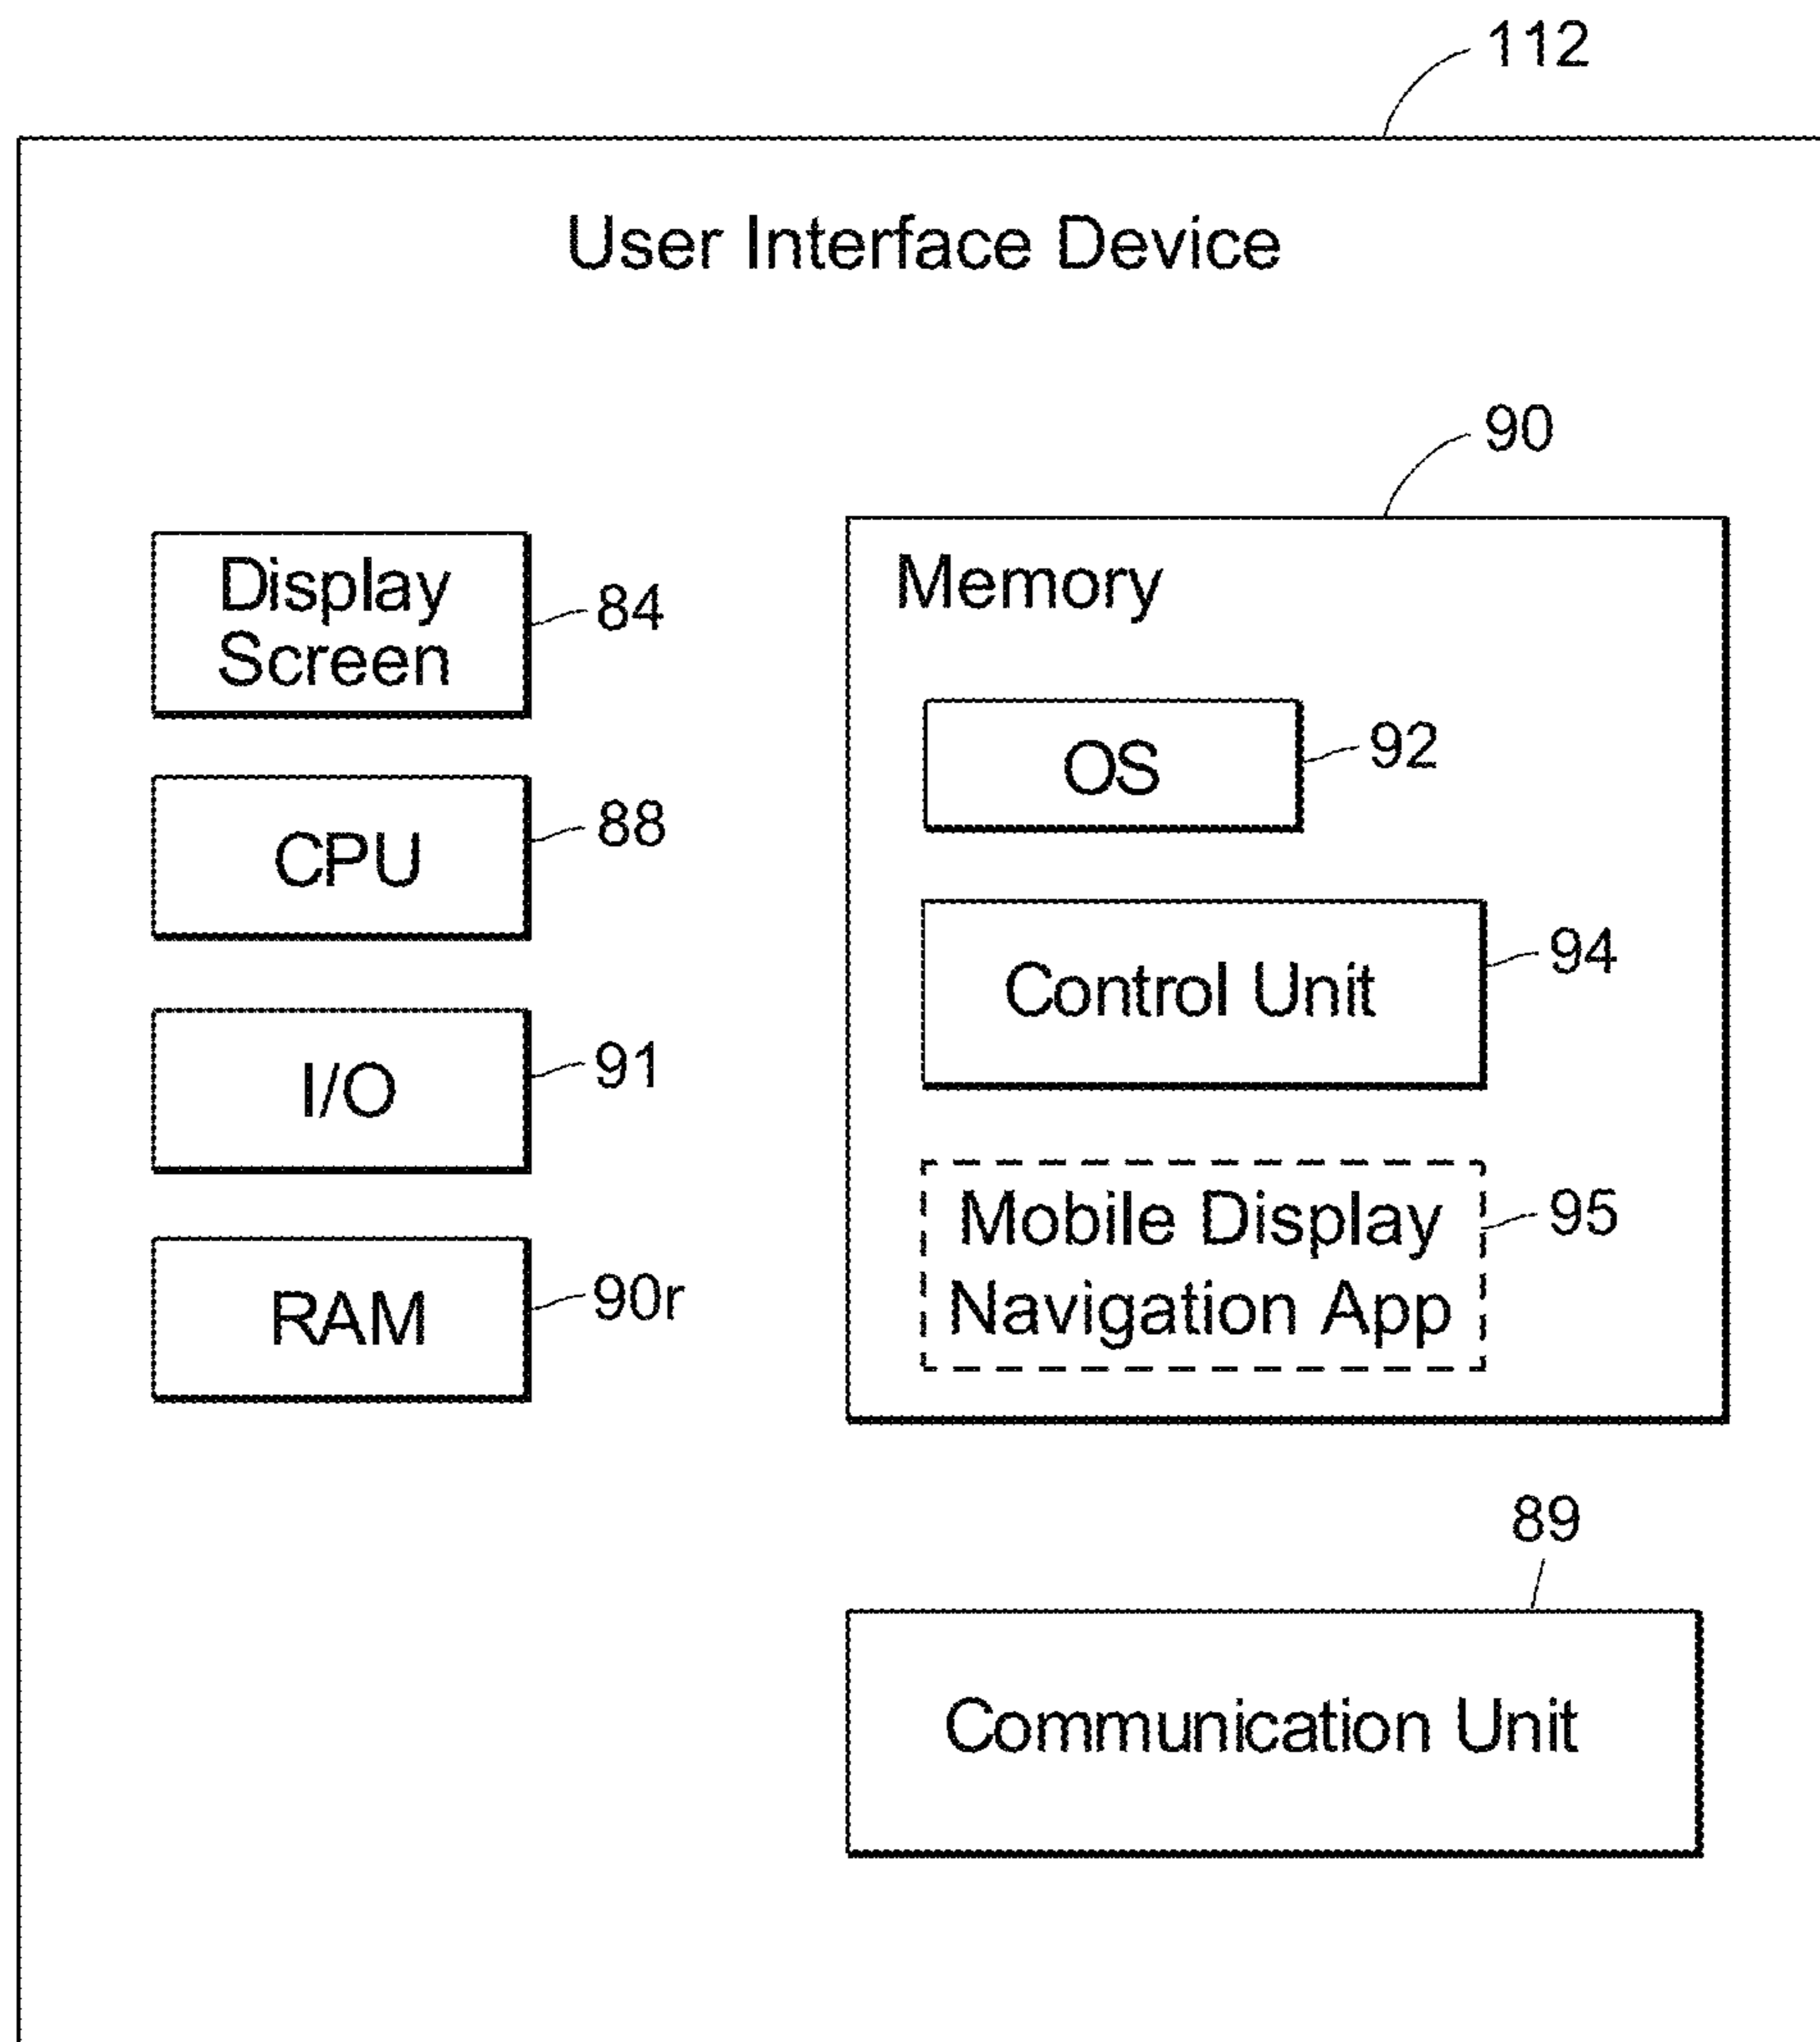 112
User Interface Device
90
Display
Screen
84
CPU
88
I/O
91
RAM
90r
Memory
OS
92
Control Unit
94
Mobile Display
Navigation App
95
89
Communication Unit